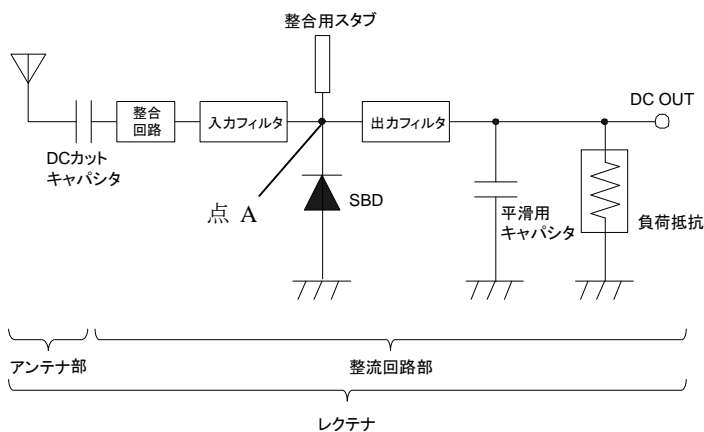 整合用スタブ
DC OUT
整合
回路
入力フィルタ
出力フィルタ
DCカット
キャパシタ
点 A
SBD
平滑用
キャパシタ
負荷抵抗
アンテナ部
整流回路部
レクテナ